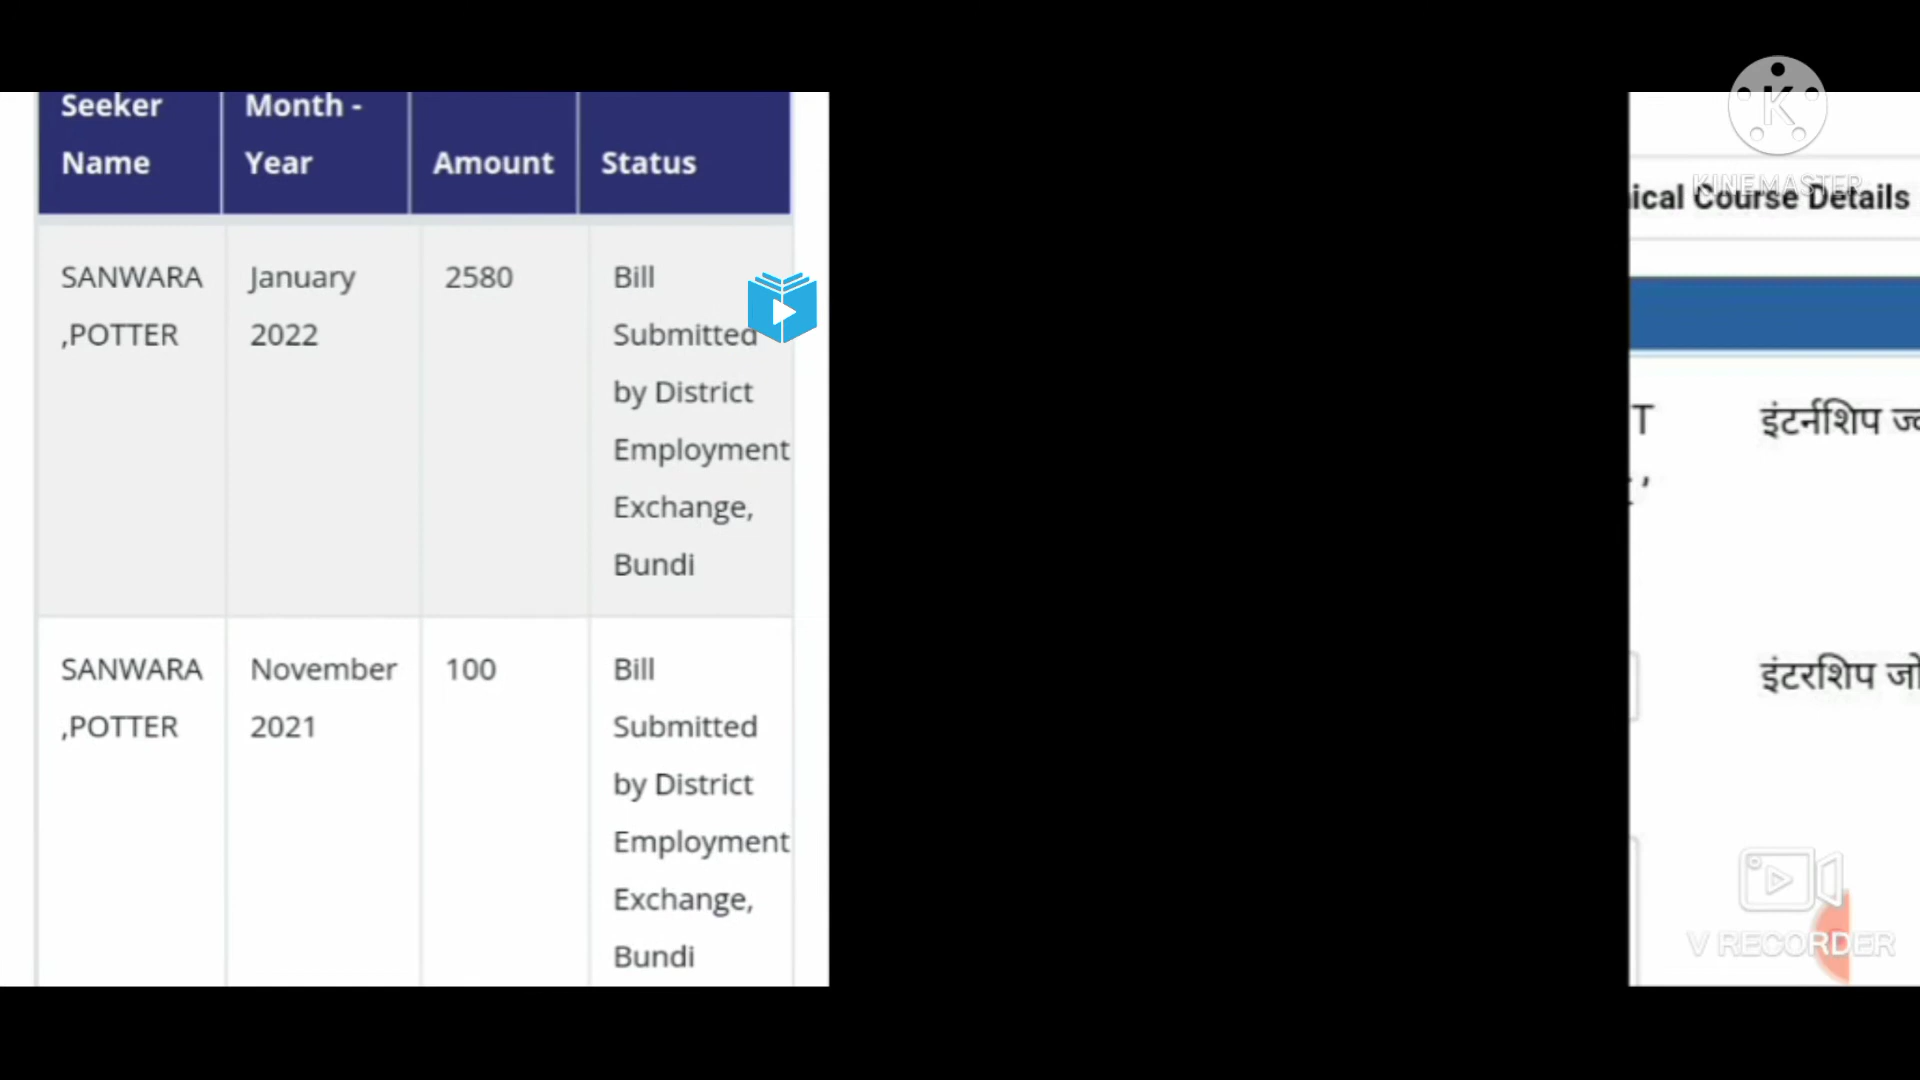 Seeker
Name
Month -
Year
Amount
Status
SANWARA
,POTTER
January
2022
2580
Bill
Submitted
by District
Employment
Exchange,
Bundi
SANWARA
,POTTER
November
2021
100
Bill
Submitted
by District
Employment
Exchange,
Bundi
K
KINEMASTER
ical Course Details
T
इंटर्नशिप
इंटरशिप जो
V RECORDER